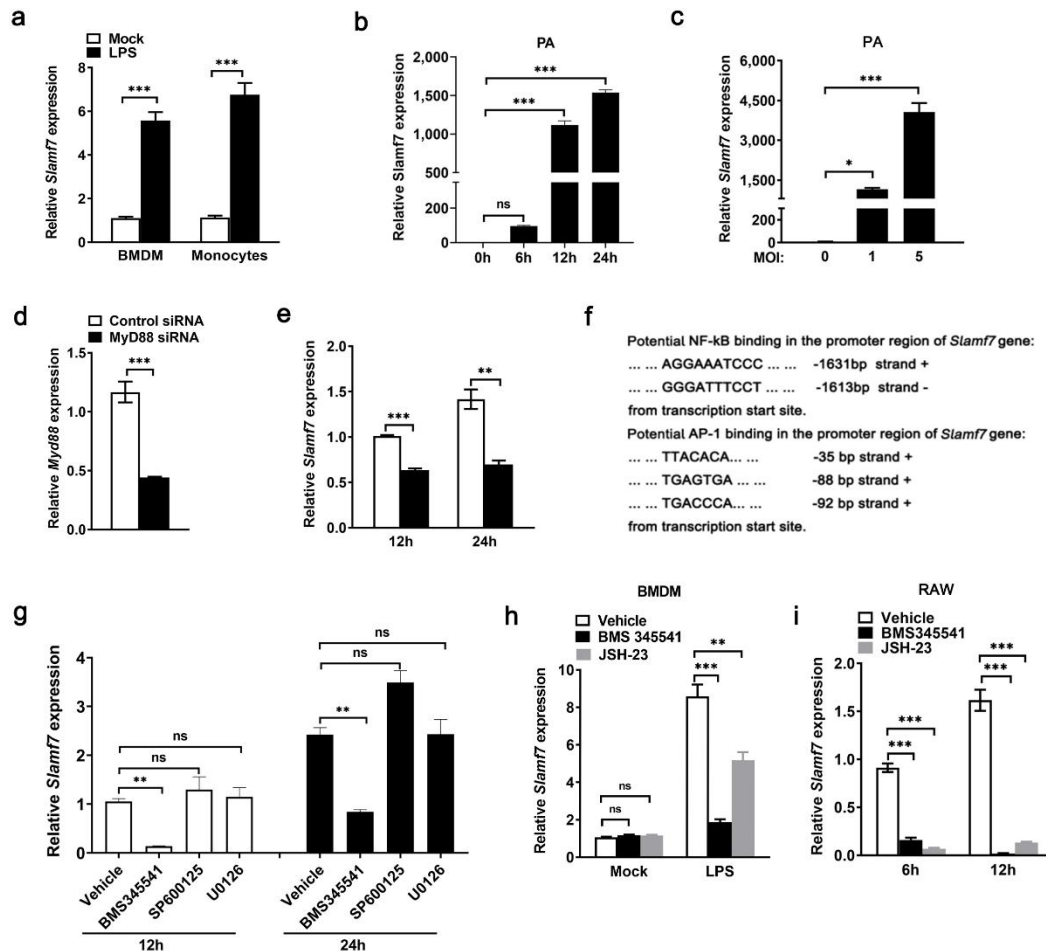 a
Mock
LPS
Relative Slamf7 expression
8
6
4
2
0
***
***
BMDM
Monocytes
b
PA
Relative Slamf7 expression
2,000
1,500
1,000
500
200
0
ns
***
***
0h
6h
12h
24h
c
PA
Relative Slamf7 expression
6,000
4,500
3,000
1,500
200
0
*
***
MOI:
0
1
5
d
Control siRNA
MyD88 siRNA
Relative Myd88 expression
1.5
1.0
0.5
0.0
***
e
Relative Slamf7 expression
2.0
1.5
1.0
0.5
0.0
***
**
12h
24h
f
Potential NF-kB binding in the promoter region of Slamf7 gene:
... ... AGGAAATCCC ... ... -1631bp strand +
... ... GGGATTTCCT ... ... -1613bp strand -
from transcription start site.
Potential AP-1 binding in the promoter region of Slamf7 gene:
... ... TTACACA... ... -35 bp strand +
... ... TGAGTGA ... ... -88 bp strand +
... ... TGACCCA... ... -92 bp strand +
from transcription start site.
g
Relative Slamf7 expression
4
3
2
1
0
ns
ns
**
ns
ns
**
Vehicle
BMS345541
SP600125
U0126
Vehicle
BMS345541
SP600125
U0126
12h
24h
h
BMDM
Vehicle
BMS 345541
JSH-23
Relative Slamf7 expression
10
8
6
4
2
0
ns
ns
**
***
Mock
LPS
i
RAW
Vehicle
BMS345541
JSH-23
Relative Slamf7 expression
2.0
1.5
1.0
0.5
0.0
***
***
***
***
6h
12h